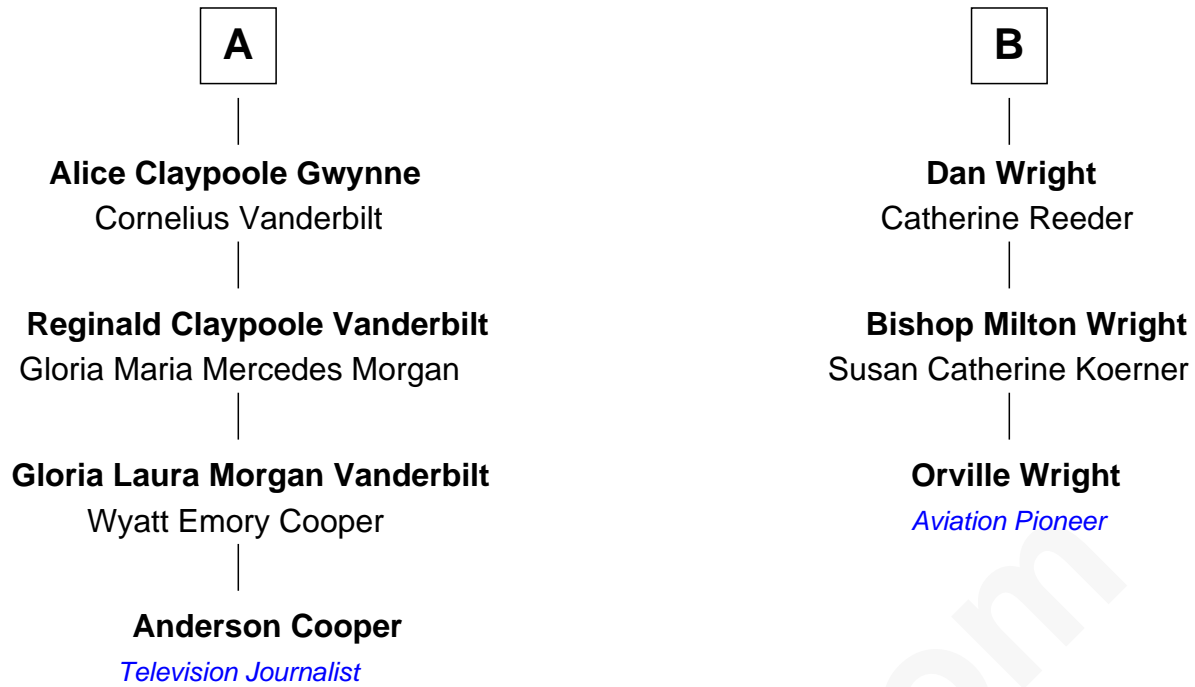 A
Alice Claypoole Gwynne
Cornelius Vanderbilt
Reginald Claypoole Vanderbilt
Gloria Maria Mercedes Morgan
Gloria Laura Morgan Vanderbilt
Wyatt Emory Cooper
Anderson Cooper
Television Journalist
B
Dan Wright
Catherine Reeder
Bishop Milton Wright
Susan Catherine Koerner
Orville Wright
Aviation Pioneer
om